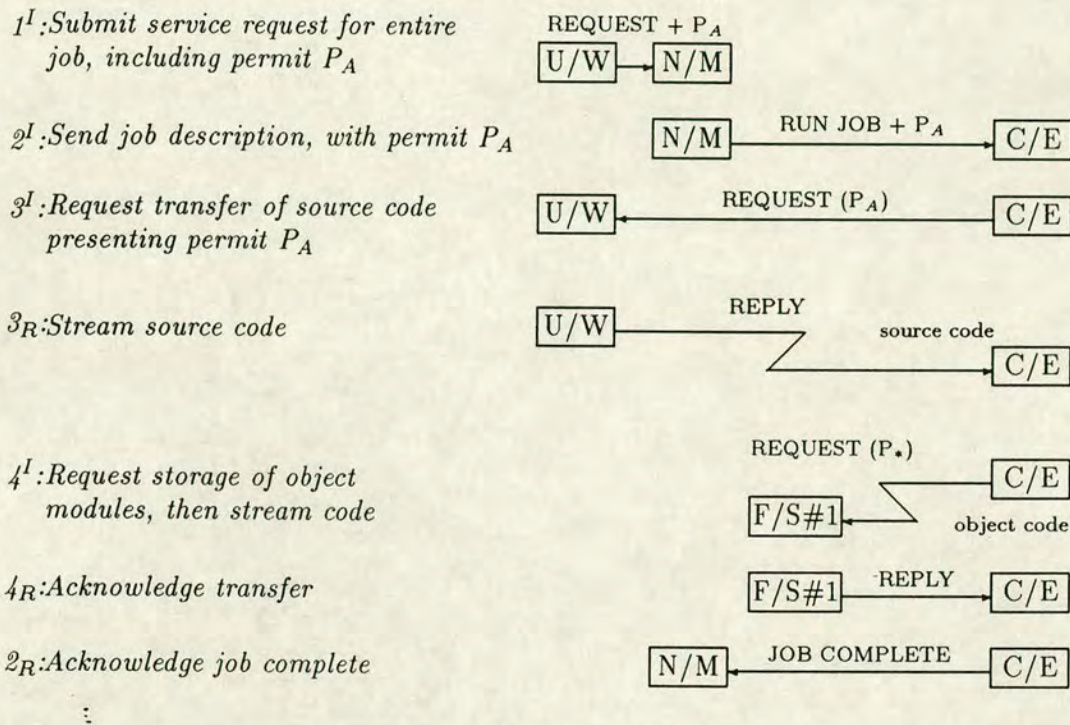 1^I:Submit service request for entire
job, including permit P_A
REQUEST + P_A
U/W N/M
2^I:Send job description, with permit P_A
N/M RUN JOB + P_A C/E
3^I:Request transfer of source code
presenting permit P_A
U/W REQUEST (P_A) C/E
3_R:Stream source code
U/W REPLY source code C/E
4^I:Request storage of object
modules, then stream code
REQUEST (P•) C/E
F/S#1 object code
4_R:Acknowledge transfer
F/S#1 REPLY C/E
2_R:Acknowledge job complete
N/M JOB COMPLETE C/E
⋮